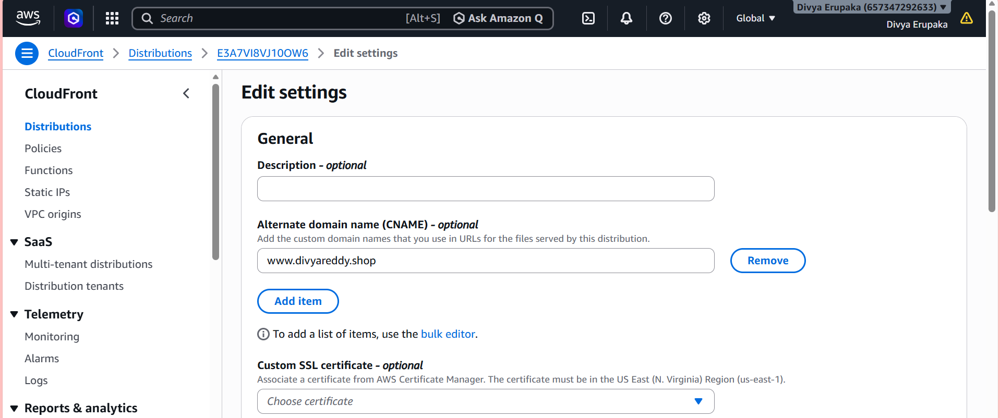 aws
Search [Alt+S] Ask Amazon Q
Global
Divya Erupaka (657347292633)
Divya Erupaka
CloudFront
Distributions
E3A7VI8VJ10OW6
Edit settings
CloudFront
Distributions
Policies
Functions
Static IPs
VPC origins
SaaS
Multi-tenant distributions
Distribution tenants
Telemetry
Monitoring
Alarms
Logs
Reports & analytics
Edit settings
General
Description - optional
Alternate domain name (CNAME) - optional
Add the custom domain names that you use in URLs for the files served by this distribution.
www.divyareddy.shop
Remove
Add item
To add a list of items, use the bulk editor.
Custom SSL certificate - optional
Associate a certificate from AWS Certificate Manager. The certificate must be in the US East (N. Virginia) Region (us-east-1).
Choose certificate